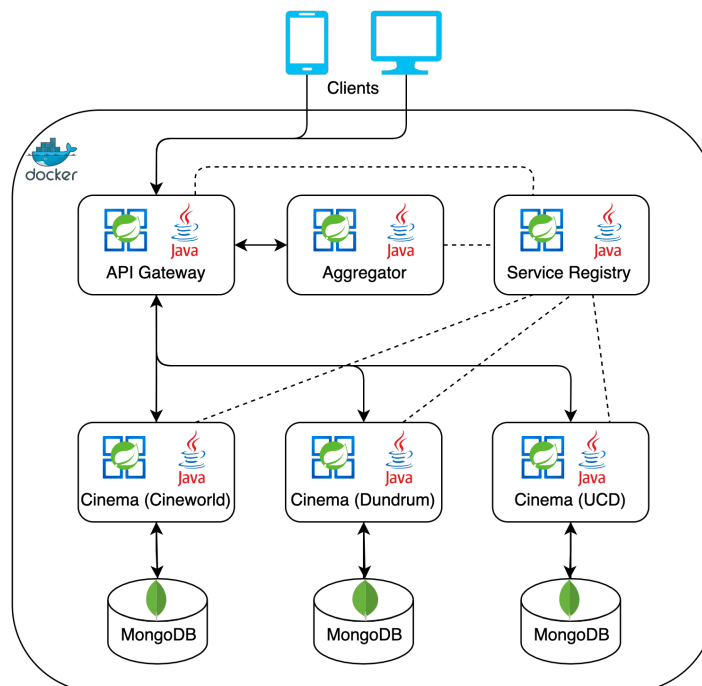 Clients
docker
Java
Java
Java
API Gateway
Aggregator
Service Registry
Java
Java
Java
Cinema (Cineworld)
Cinema (Dundrum)
Cinema (UCD)
MongoDB
MongoDB
MongoDB